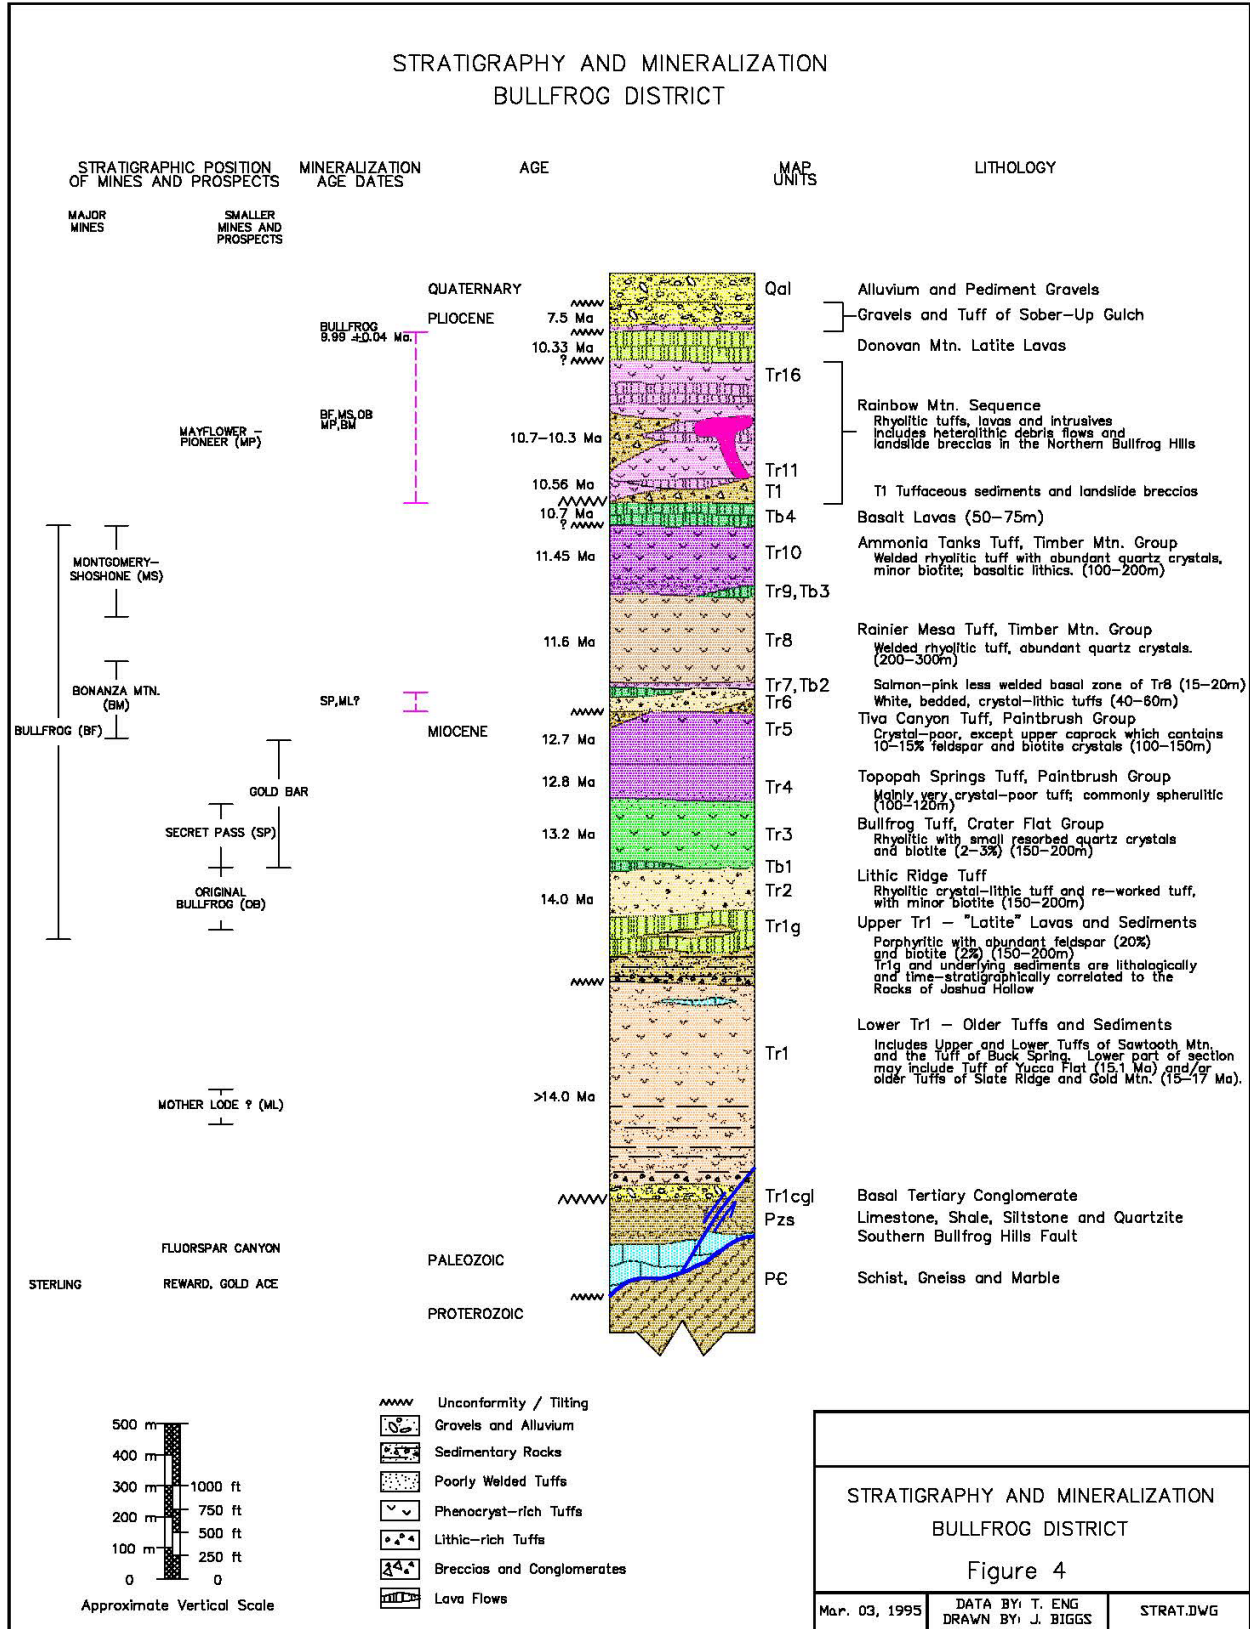 STRATIGRAPHY AND MINERALIZATION
BULLFROG DISTRICT
STRATIGRAPHIC POSITION
OF MINES AND PROSPECTS
MINERALIZATION
AGE DATES
AGE
MAP
UNITS
LITHOLOGY
MAJOR
MINES
SMALLER
MINES AND
PROSPECTS
QUATERNARY
Qal
Alluvium and Pediment Gravels
PLIOCENE
7.5 Ma
Gravels and Tuff of Sober-Up Gulch
BULLFROG
9.99 ±0.04 Ma.
10.33 Ma
?
Donovan Mtn. Latite Lavas
Tr16
BF,MS,OB
MP,BM
MAYFLOWER -
PIONEER (MP)
10.7-10.3 Ma
Rainbow Mtn. Sequence
Rhyolitic tuffs, lavas and intrusives
includes heterolithic debris flows and
landslide breccias in the Northern Bullfrog Hills
Tr11
10.56 Ma
T1
T1 Tuffaceous sediments and landslide breccias
10.7 Ma
?
Tb4
Basalt Lavas (50-75m)
MONTGOMERY-
SHOSHONE (MS)
11.45 Ma
Tr10
Ammonia Tanks Tuff, Timber Mtn. Group
Welded rhyolitic tuff with abundant quartz crystals,
minor biotite; basaltic lithics. (100-200m)
Tr9,Tb3
11.6 Ma
Tr8
Rainier Mesa Tuff, Timber Mtn. Group
Welded rhyolitic tuff, abundant quartz crystals.
(200-300m)
BONANZA MTN.
(BM)
SP,ML?
Tr7,Tb2
Salmon-pink less welded basal zone of Tr8 (15-20m)
Tr6
White, bedded, crystal-lithic tuffs (40-60m)
BULLFROG (BF)
MIOCENE
12.7 Ma
Tr5
Tiva Canyon Tuff, Paintbrush Group
Crystal-poor, except upper caprock which contains
10-15% feldspar and biotite crystals (100-150m)
GOLD BAR
12.8 Ma
Tr4
Topopah Springs Tuff, Paintbrush Group
Mainly very crystal-poor tuff; commonly spherulitic
(100-120m)
SECRET PASS (SP)
13.2 Ma
Tr3
Bullfrog Tuff, Crater Flat Group
Rhyolitic with small resorbed quartz crystals
and biotite (2-3%) (150-200m)
Tb1
ORIGINAL
BULLFROG (OB)
14.0 Ma
Tr2
Lithic Ridge Tuff
Rhyolitic crystal-lithic tuff and re-worked tuff,
with minor biotite (150-200m)
Tr1g
Upper Tr1 - "Latite" Lavas and Sediments
Porphyritic with abundant feldspar (20%)
and biotite (2%) (150-200m)
Tr1g and underlying sediments are lithologically
and time-stratigraphically correlated to the
Rocks of Joshua Hollow
Tr1
Lower Tr1 - Older Tuffs and Sediments
Includes Upper and Lower Tuffs of Sawtooth Mtn.
and the Tuff of Buck Spring. Lower part of section
may include Tuff of Yucca Flat (15.1 Ma) and/or
older Tuffs of Slate Ridge and Gold Mtn. (15-17 Ma).
MOTHER LODE ? (ML)
>14.0 Ma
Tr1cgl
Basal Tertiary Conglomerate
Pzs
Limestone, Shale, Siltstone and Quartzite
Southern Bullfrog Hills Fault
FLUORSPAR CANYON
PALEOZOIC
STERLING
REWARD, GOLD ACE
PЄ
Schist, Gneiss and Marble
PROTEROZOIC
Unconformity / Tilting
Gravels and Alluvium
Sedimentary Rocks
Poorly Welded Tuffs
Phenocryst-rich Tuffs
Lithic-rich Tuffs
Breccias and Conglomerates
Lava Flows
500 m
400 m
300 m
1000 ft
750 ft
200 m
500 ft
100 m
250 ft
0
0
Approximate Vertical Scale
STRATIGRAPHY AND MINERALIZATION
BULLFROG DISTRICT
Figure 4
Mar. 03, 1995
DATA BY: T. ENG
DRAWN BY: J. BIGGS
STRAT.DWG